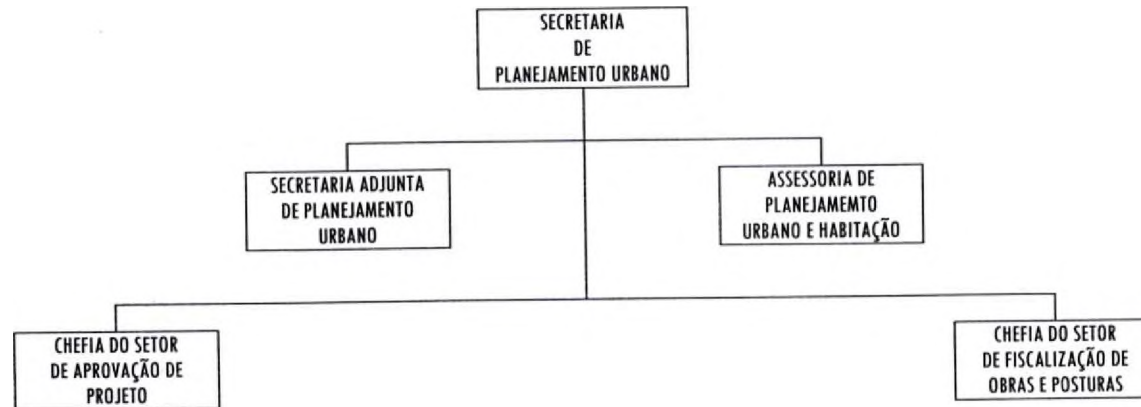 SECRETARIA
DE
PLANEJAMENTO URBANO
SECRETARIA ADJUNTA
DE PLANEJAMENTO
URBANO
ASSESSORIA DE
PLANEJAMEMTO
URBANO E HABITAÇÃO
CHEFIA DO SETOR
DE APROVAÇÃO DE
PROJETO
CHEFIA DO SETOR
DE FISCALIZAÇÃO DE
OBRAS E POSTURAS